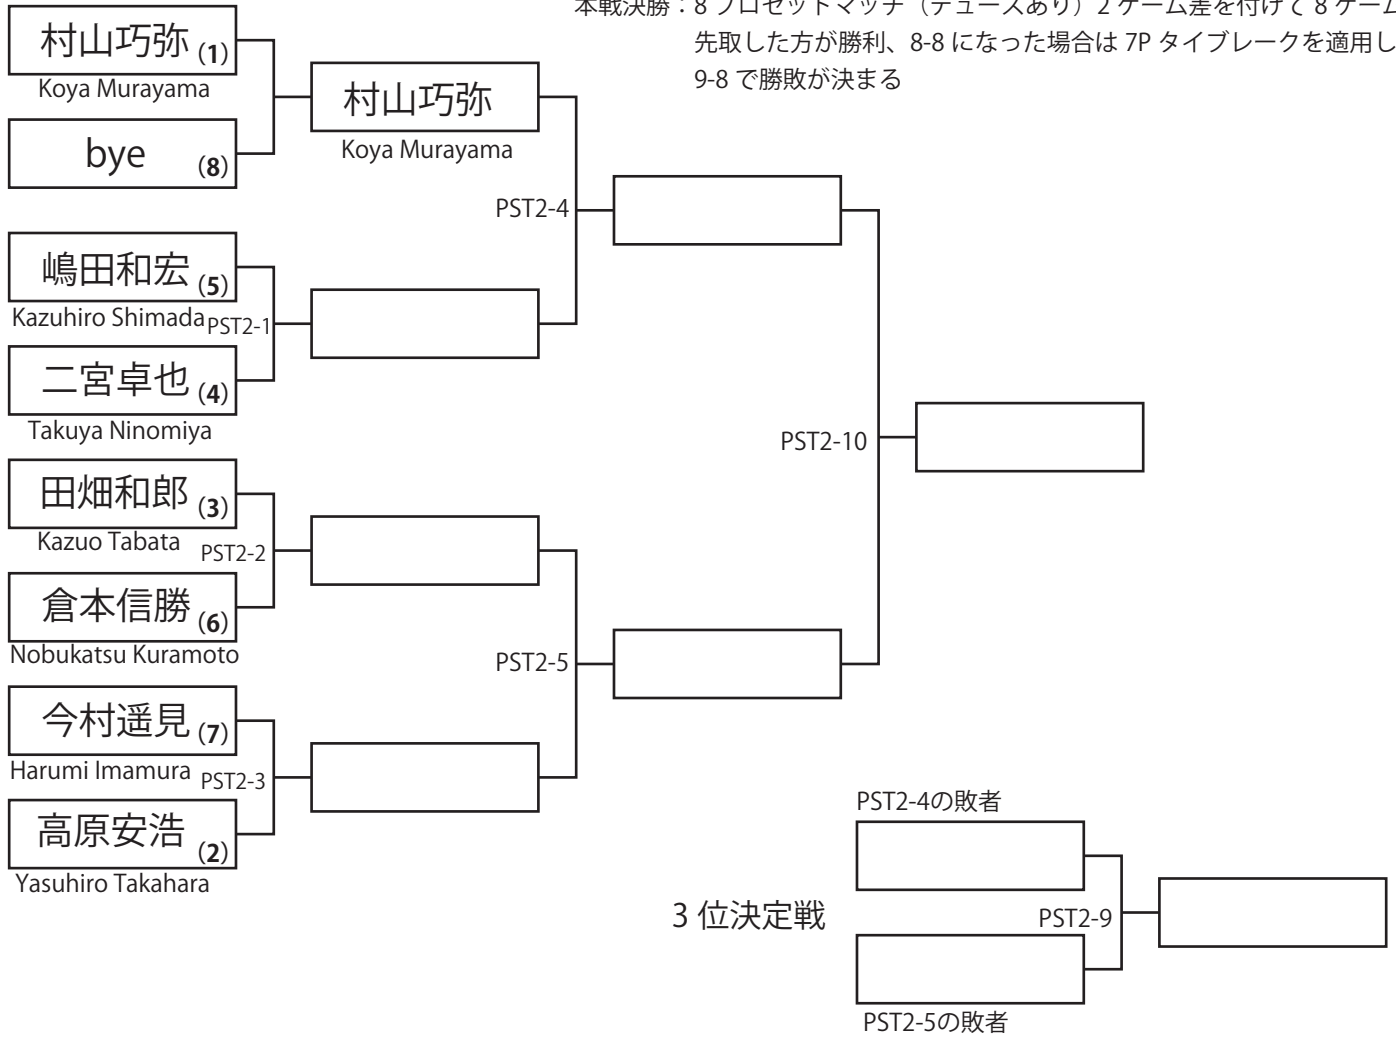 本戦決勝：8 プロセットマッチ（デュースあり）2 ゲーム差を付けて 8 ゲーム
先取した方が勝利、8-8 になった場合は 7P タイブレークを適用し
9-8 で勝敗が決まる
村山巧弥 (1)
Koya Murayama
bye (8)
村山巧弥
Koya Murayama
PST2-4
嶋田和宏 (5)
Kazuhiro Shimada
PST2-1
二宮卓也 (4)
Takuya Ninomiya
PST2-10
田畑和郎 (3)
Kazuo Tabata
PST2-2
倉本信勝 (6)
Nobukatsu Kuramoto
PST2-5
今村遥見 (7)
Harumi Imamura
PST2-3
高原安浩 (2)
Yasuhiro Takahara
PST2-4の敗者
3 位決定戦
PST2-9
PST2-5の敗者